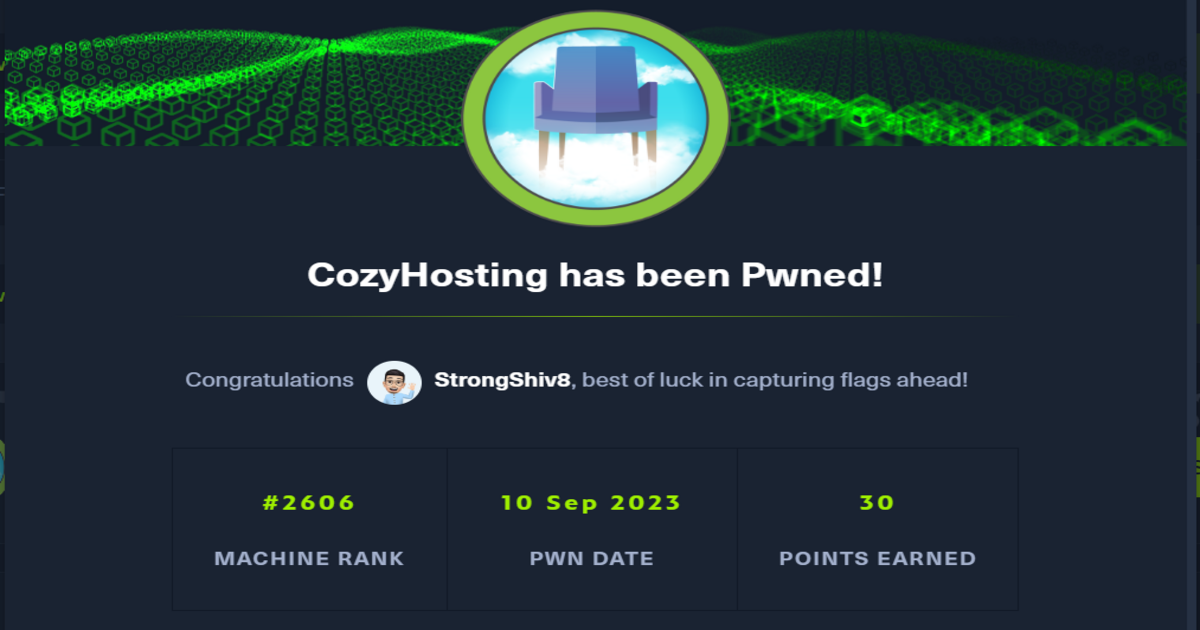 CozyHosting has been Pwned!
Congratulations StrongShiv8, best of luck in capturing flags ahead!
#2606 10 Sep 2023 30
MACHINE RANK PWN DATE POINTS EARNED